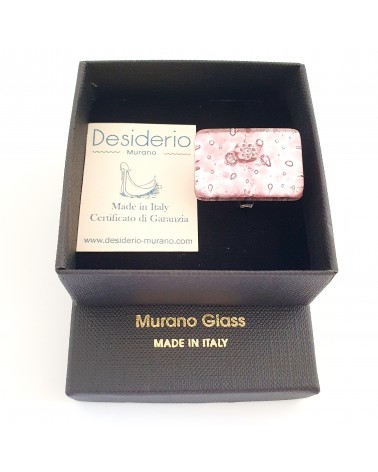 Desiderio
Murano
Made in Italy
Certificato di Garanzia
www.desiderio-murano.com
Murano Glass
MADE IN ITALY